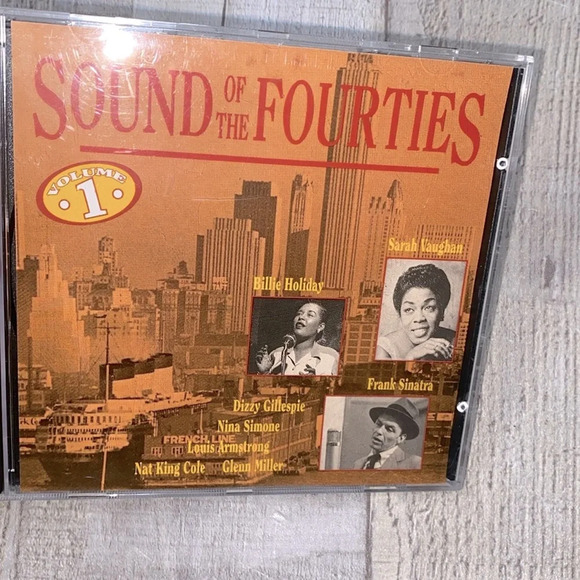 SOUND OF THE FOURTIES
VOLUME
1
Sarah Vaughan
Billie Holiday
Frank Sinatra
Dizzy Gillespie
Nina Simone
FRENCH LINE
Louis Armstrong
Nat King Cole Glenn Miller